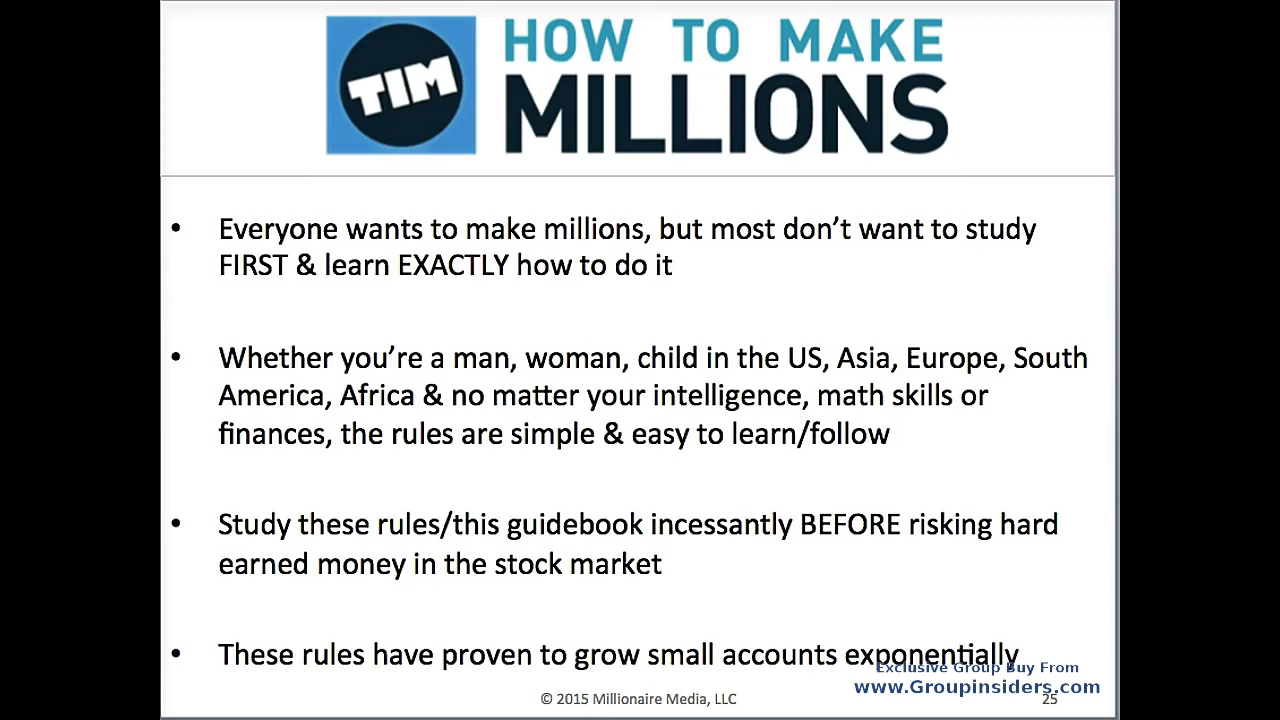 TIM
HOW TO MAKE
MILLIONS
• Everyone wants to make millions, but most don’t want to study
FIRST & learn EXACTLY how to do it
• Whether you’re a man, woman, child in the US, Asia, Europe, South
America, Africa & no matter your intelligence, math skills or
finances, the rules are simple & easy to learn/follow
• Study these rules/this guidebook incessantly BEFORE risking hard
earned money in the stock market
• These rules have proven to grow small accounts exponentially
Exclusive Group Buy From
www.Groupinsiders.com
© 2015 Millionaire Media, LLC
25